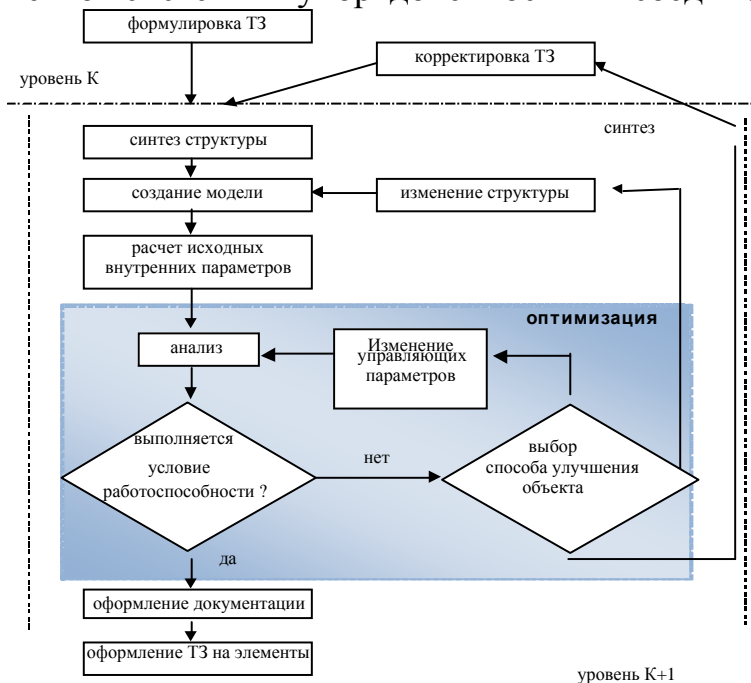 формулировка ТЗ
корректировка ТЗ
уровень К
синтез
синтез структуры
создание модели
изменение структуры
расчет исходных
внутренних параметров
оптимизация
анализ
Изменение
управляющих
параметров
выполняется
условие
работоспособности ?
нет
выбор
способа улучшения
объекта
да
оформление документации
оформление ТЗ на элементы
уровень К+1